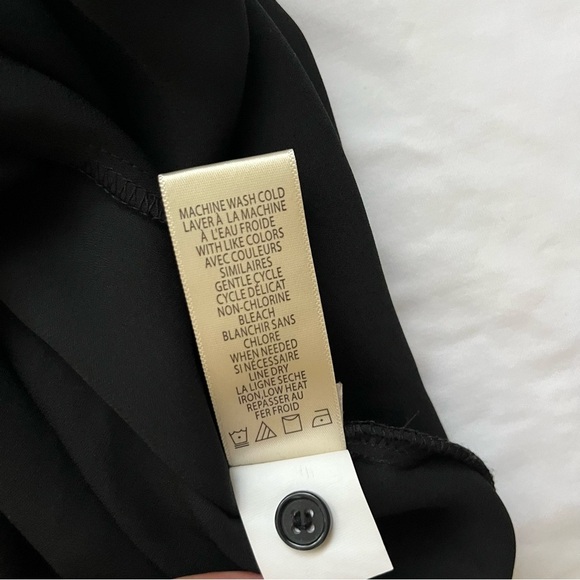 MACHINE WASH COLD
LAVER À LA MACHINE
À L'EAU FROIDE
WITH LIKE COLORS
AVEC COULEURS
SIMILAIRES
GENTLE CYCLE
CYCLE DÉLICAT
NON-CHLORINE
BLEACH
BLANCHIR SANS
CHLORE
WHEN NEEDED
SI NÉCESSAIRE
LINE DRY
LA LIGNE SECHE
IRON,LOW HEAT
REPASSER AU
FER FROID